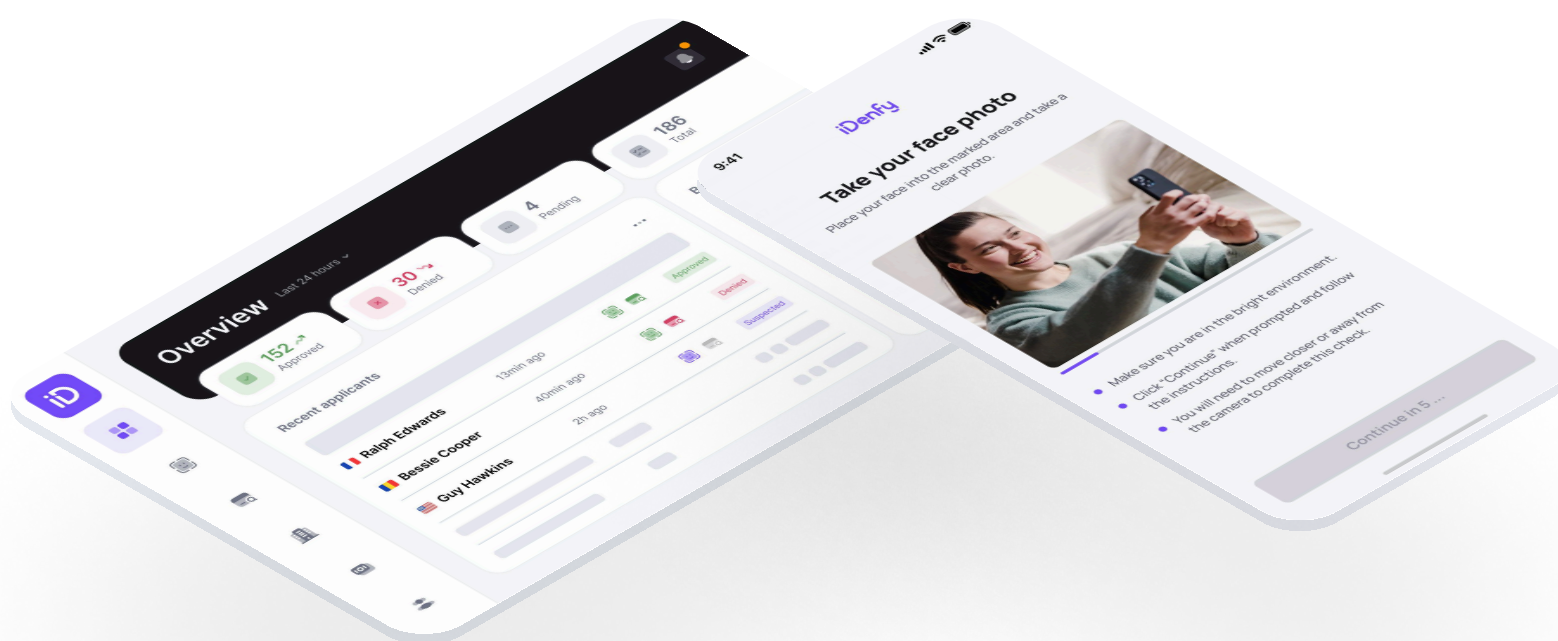 iD
Overview
Last 24 hours
152
Approved
30
Denied
4
Pending
186
Total
Recent applicants
Ralph Edwards
13min ago
Approved
Bessie Cooper
40min ago
Denied
Guy Hawkins
2h ago
Suspected
9:41
iDenfy
Take your face photo
Place your face into the marked area and take a
clear photo.
Make sure you are in the bright environment.
Click "Continue" when prompted and follow
the instructions.
You will need to move closer or away from
the camera to complete this check.
Continue in 5 ...